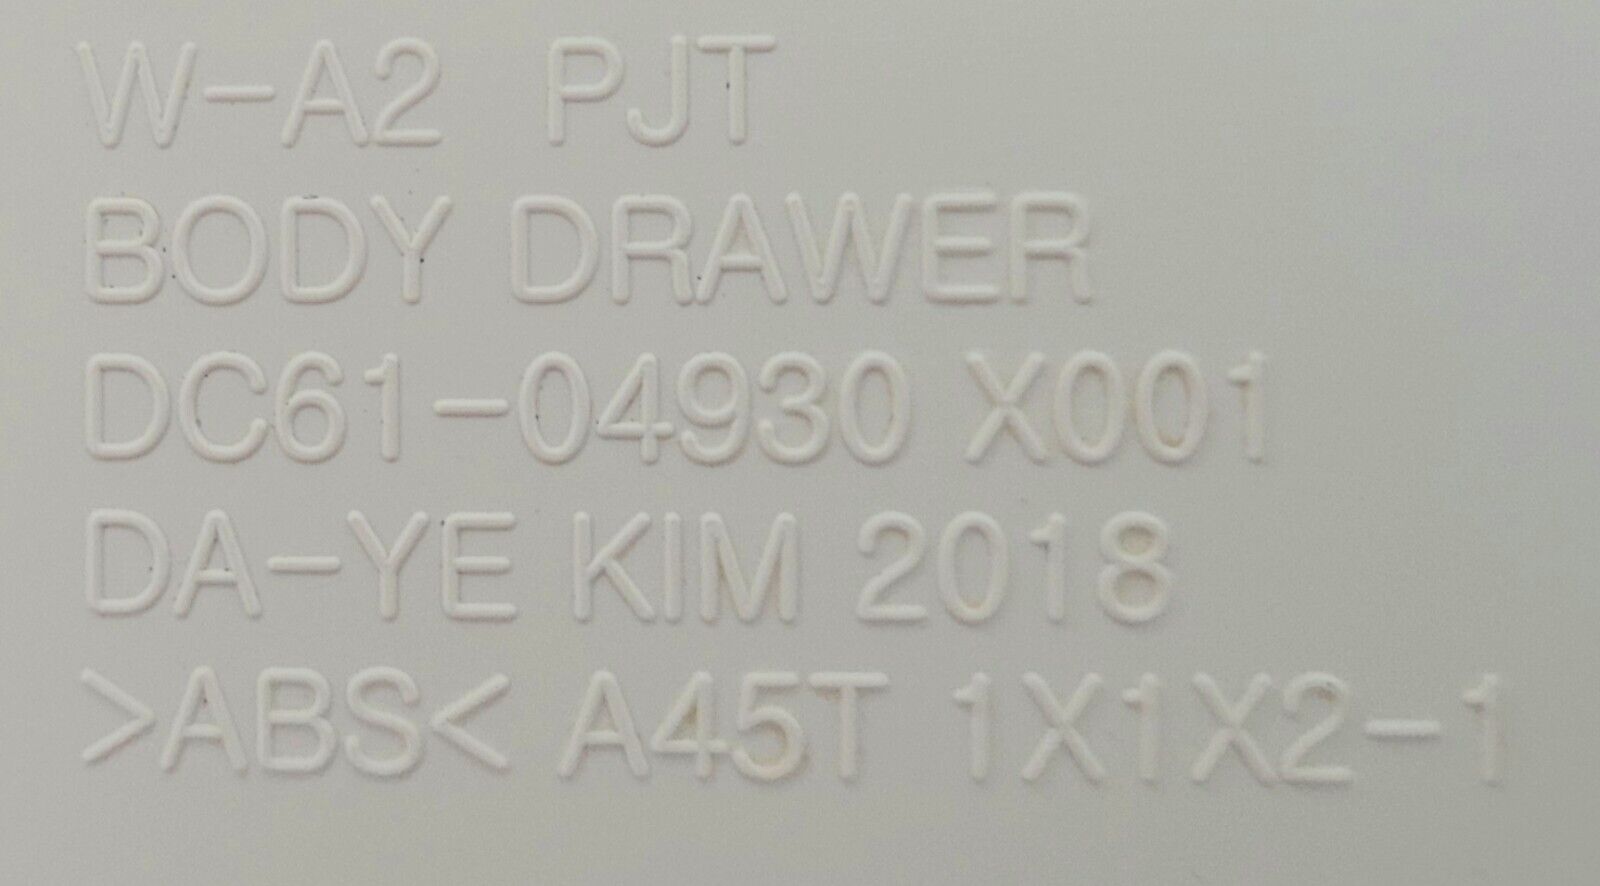 W-A2 PJT
BODY DRAWER
DC61-04930 X001
DA-YE KIM 2018
>ABS< A45T 1X1X2-1